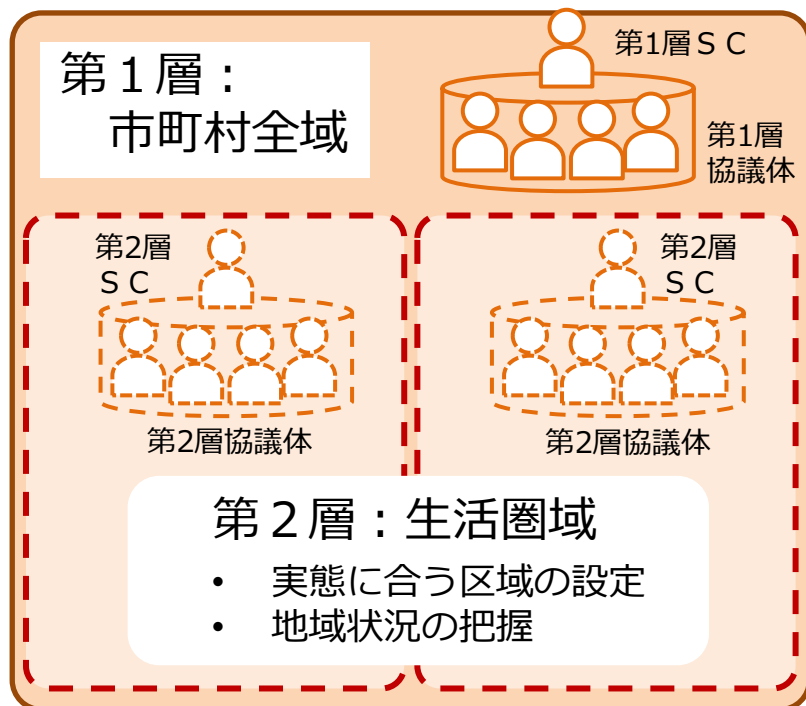 第１層：
市町村全域
第1層ＳＣ
第1層
協議体
第2層
ＳＣ
第2層協議体
第2層
ＳＣ
第2層協議体
第２層：生活圏域
• 実態に合う区域の設定
• 地域状況の把握